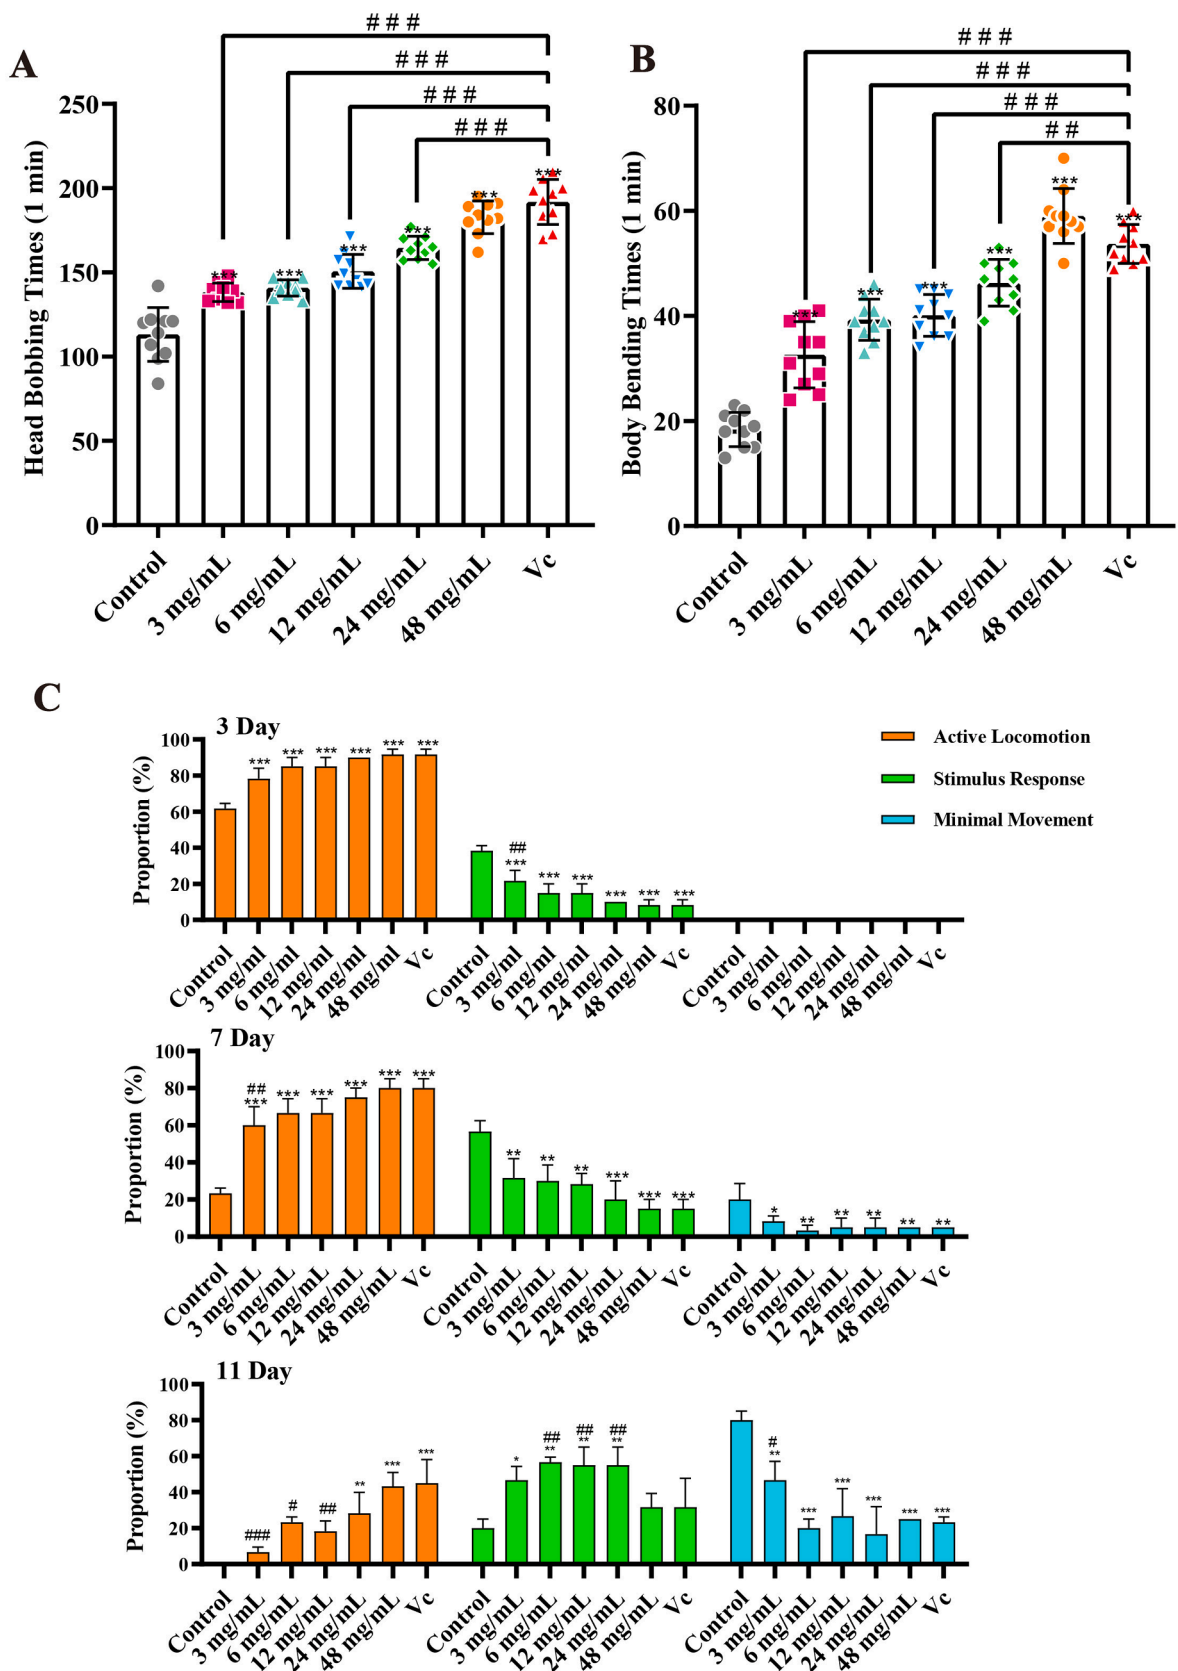 A
Head Bobbing Times (1 min)
250
200
150
100
50
0
# # #
# # #
# # #
# # #
***
***
***
***
***
***
Control
3 mg/mL
6 mg/mL
12 mg/mL
24 mg/mL
48 mg/mL
Vc
B
Body Bending Times (1 min)
80
60
40
20
0
# # #
# # #
# # #
# #
***
***
***
***
***
***
Control
3 mg/mL
6 mg/mL
12 mg/mL
24 mg/mL
48 mg/mL
Vc
C
3 Day
Proportion (%)
100
80
60
40
20
0
***
***
***
***
***
***
##
***
***
***
***
***
***
Active Locomotion
Stimulus Response
Minimal Movement
Control
3 mg/ml
6 mg/ml
12 mg/ml
24 mg/ml
48 mg/ml
Vc
Control
3 mg/ml
6 mg/ml
12 mg/ml
24 mg/ml
48 mg/ml
Vc
Control
3 mg/ml
6 mg/ml
12 mg/ml
24 mg/ml
48 mg/ml
Vc
7 Day
Proportion (%)
100
80
60
40
20
0
##
***
***
***
***
***
***
**
**
**
***
***
***
*
**
**
**
**
**
Control
3 mg/mL
6 mg/mL
12 mg/mL
24 mg/mL
48 mg/mL
Vc
Control
3 mg/mL
6 mg/mL
12 mg/mL
24 mg/mL
48 mg/mL
Vc
Control
3 mg/mL
6 mg/mL
12 mg/mL
24 mg/mL
48 mg/mL
Vc
11 Day
Proportion (%)
100
80
60
40
20
0
###
#
##
**
***
***
*
##
**
##
**
##
**
#
**
***
***
***
***
***
Control
3 mg/mL
6 mg/mL
12 mg/mL
24 mg/mL
48 mg/mL
Vc
Control
3 mg/mL
6 mg/mL
12 mg/mL
24 mg/mL
48 mg/mL
Vc
Control
3 mg/mL
6 mg/mL
12 mg/mL
24 mg/mL
48 mg/mL
Vc